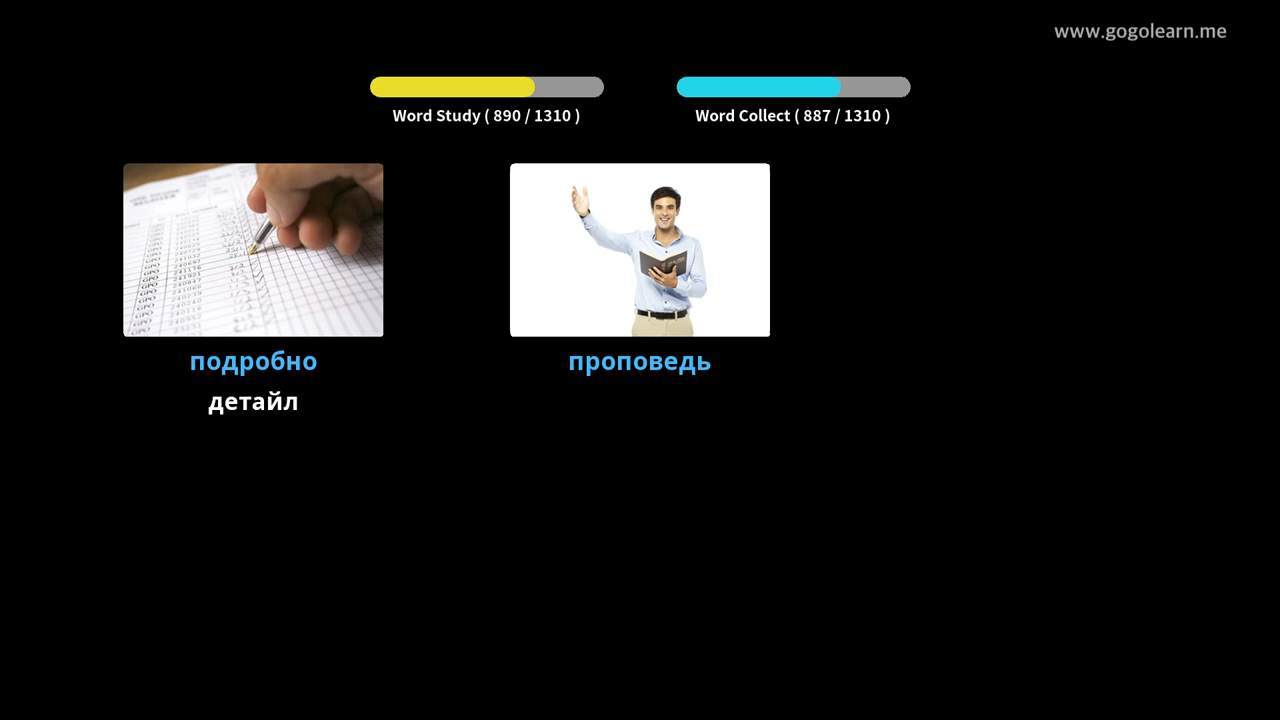 www.gogolearn.me
Word Study ( 890 / 1310 )
Word Collect ( 887 / 1310 )
подробно
детайл
проповедь